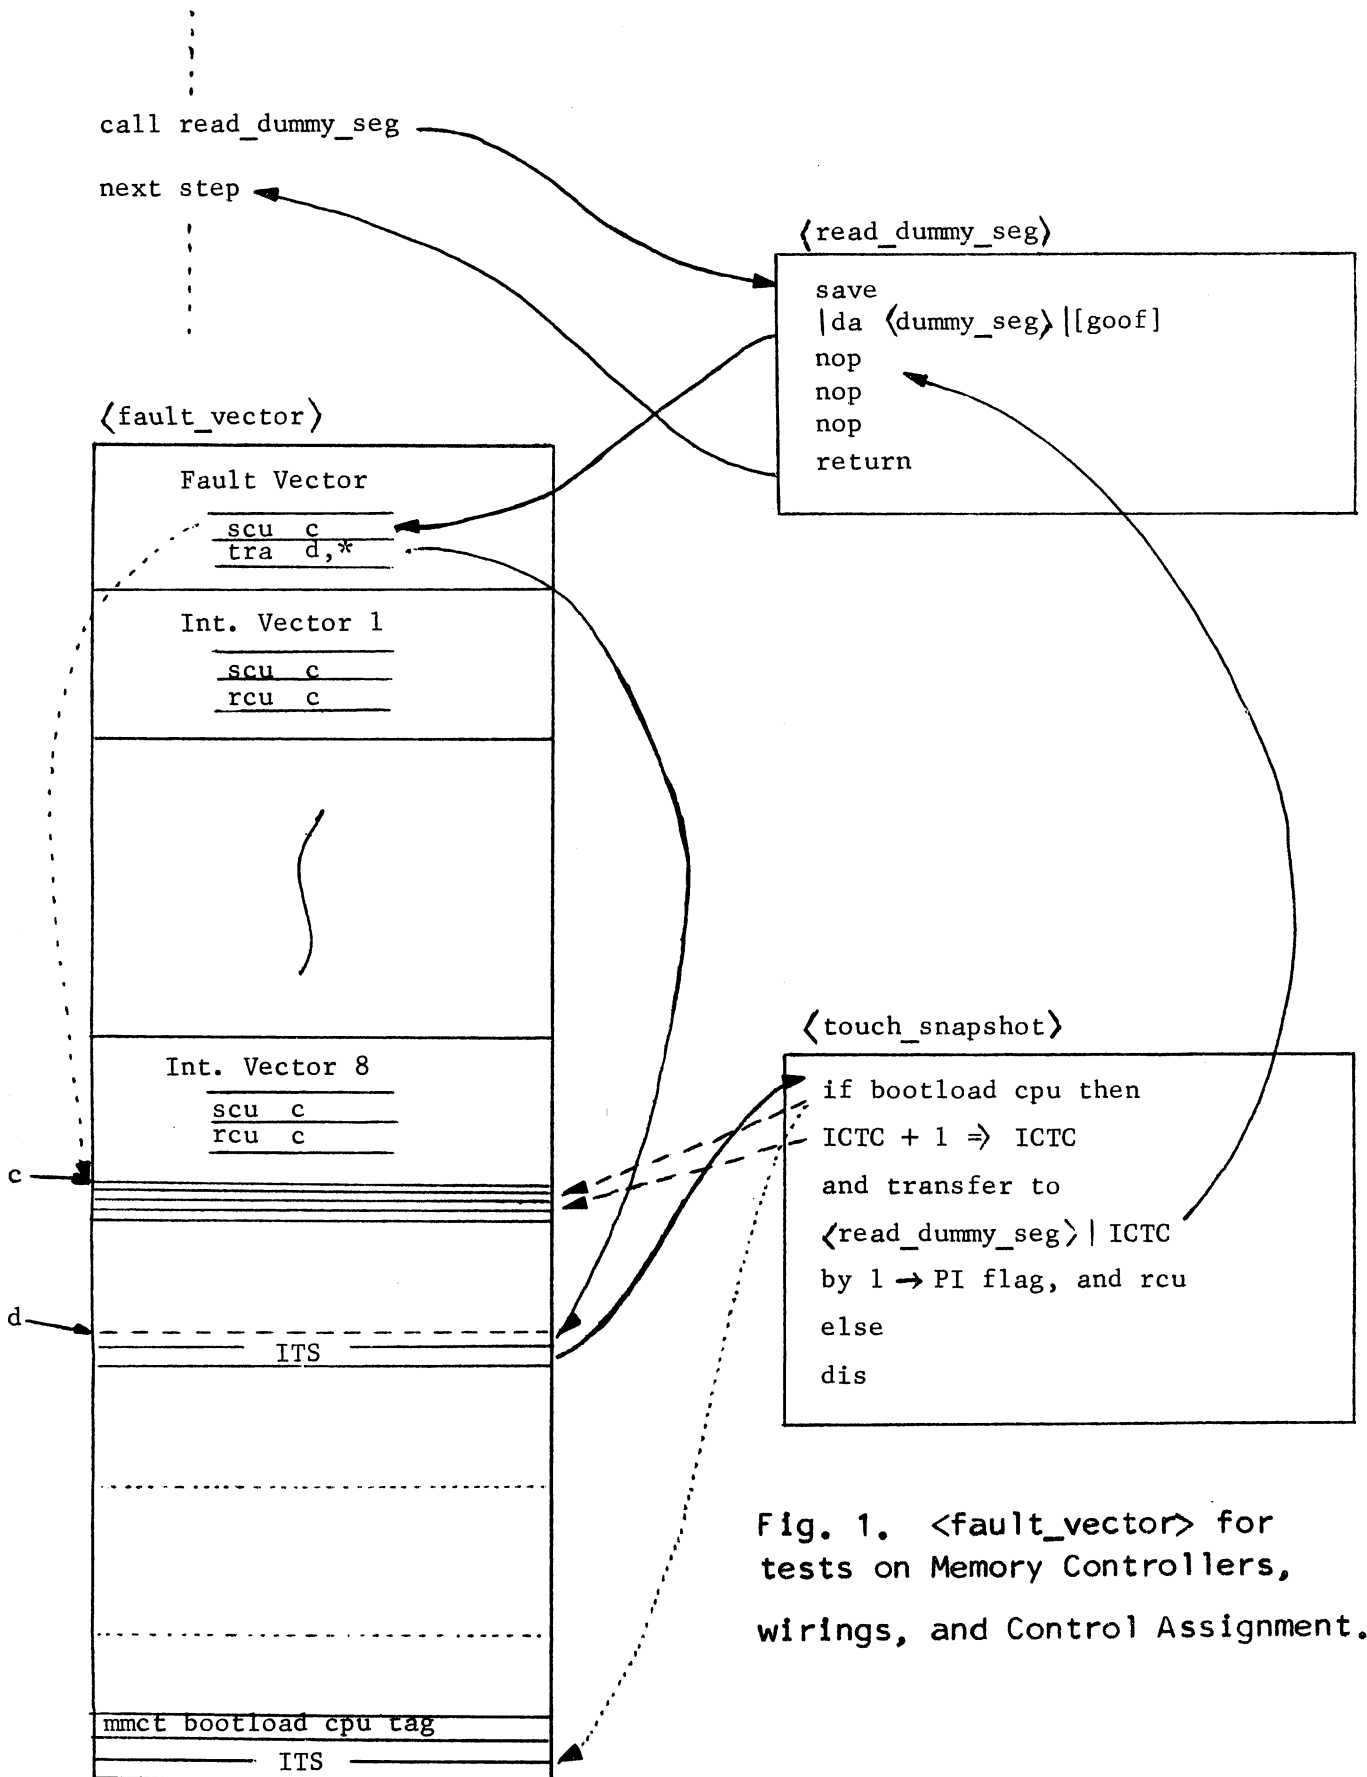 call read_dummy_seg
next step
⟨read_dummy_seg⟩
save
|da ⟨dummy_seg⟩|[goof]
nop
nop
nop
return
⟨fault_vector⟩
Fault Vector
scu c
tra d,*
Int. Vector 1
scu c
rcu c
Int. Vector 8
scu c
rcu c
c
d
ITS
mmct bootload cpu tag
ITS
⟨touch_snapshot⟩
if bootload cpu then
ICTC + 1 ⇒ ICTC
and transfer to
⟨read_dummy_seg⟩| ICTC
by 1 → PI flag, and rcu
else
dis
Fig. 1. <fault_vector> for
tests on Memory Controllers,
wirings, and Control Assignment.